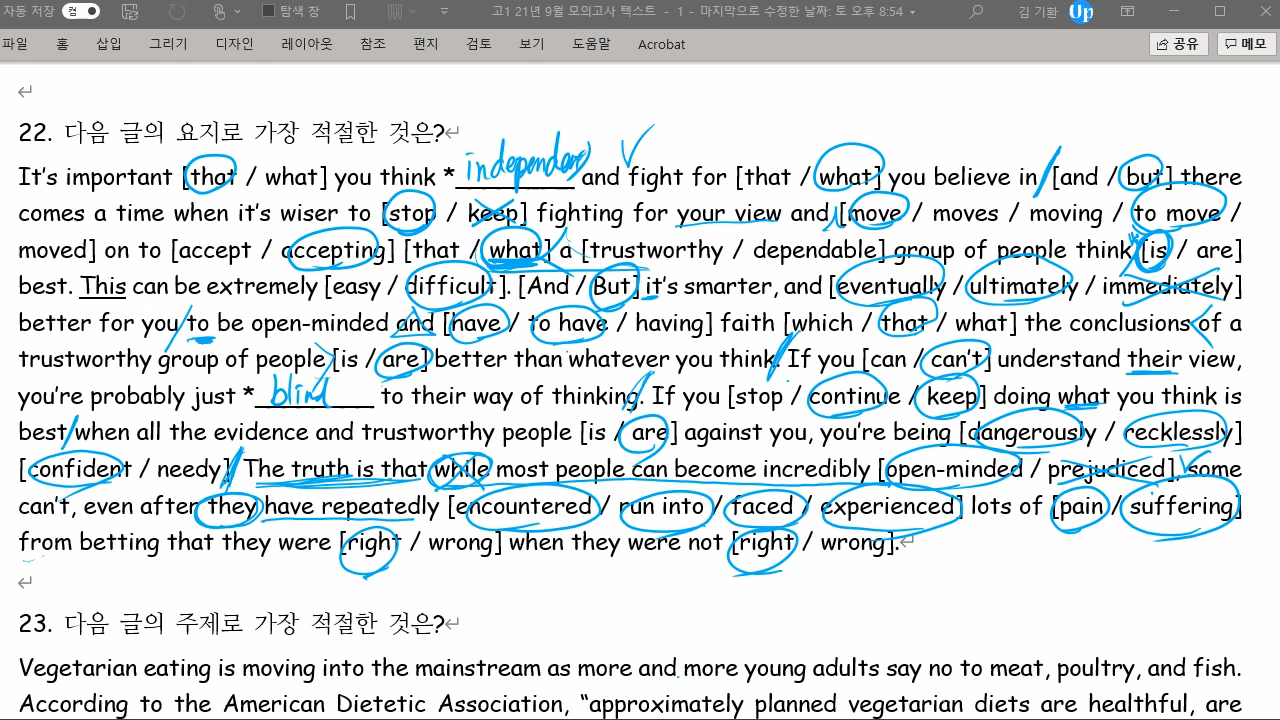 자동 저장 컴 탐색 창 고1 21년 9월 모의고사 텍스트 - 1 - 마지막으로 수정한 날짜: 토 오후 8:54 김 기환 Up
파일 홈 삽입 그리기 디자인 레이아웃 참조 편지 검토 보기 도움말 Acrobat 공유 메모
22. 다음 글의 요지로 가장 적절한 것은?
independent
It's important [that / what] you think *__________ and fight for [that / what] you believe in [and / but] there
comes a time when it's wiser to [stop / keep] fighting for your view and [move / moves / moving / to move /
moved] on to [accept / accepting] [that / what] a [trustworthy / dependable] group of people think [is / are]
best. This can be extremely [easy / difficult]. [And / But] it's smarter, and [eventually / ultimately / immediately]
better for you to be open-minded and [have / to have / having] faith [which / that / what] the conclusions of a
trustworthy group of people [is / are] better than whatever you think. If you [can / can't] understand their view,
you're probably just *__________ blind to their way of thinking. If you [stop / continue / keep] doing what you think is
best when all the evidence and trustworthy people [is / are] against you, you're being [dangerously / recklessly]
[confident / needy]. The truth is that while most people can become incredibly [open-minded / prejudiced], some
can't, even after they have repeatedly [encountered / run into / faced / experienced] lots of [pain / suffering]
from betting that they were [right / wrong] when they were not [right / wrong].
23. 다음 글의 주제로 가장 적절한 것은?
Vegetarian eating is moving into the mainstream as more and more young adults say no to meat, poultry, and fish.
According to the American Dietetic Association, "approximately planned vegetarian diets are healthful, are